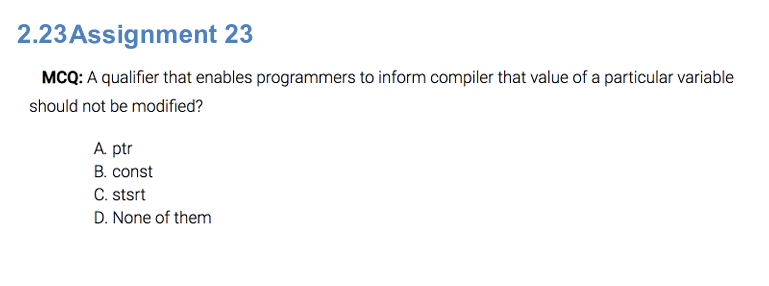 2.23Assignment 23
MCQ: A qualifier that enables programmers to inform compiler that value of a particular variable
should not be modified?
A. ptr
B. const
C. stsrt
D. None of them